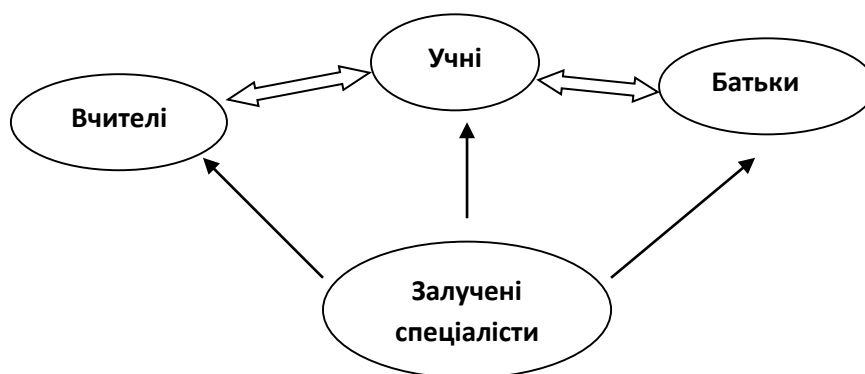 Учні
Вчителі
Батьки
Залучені
спеціалісти